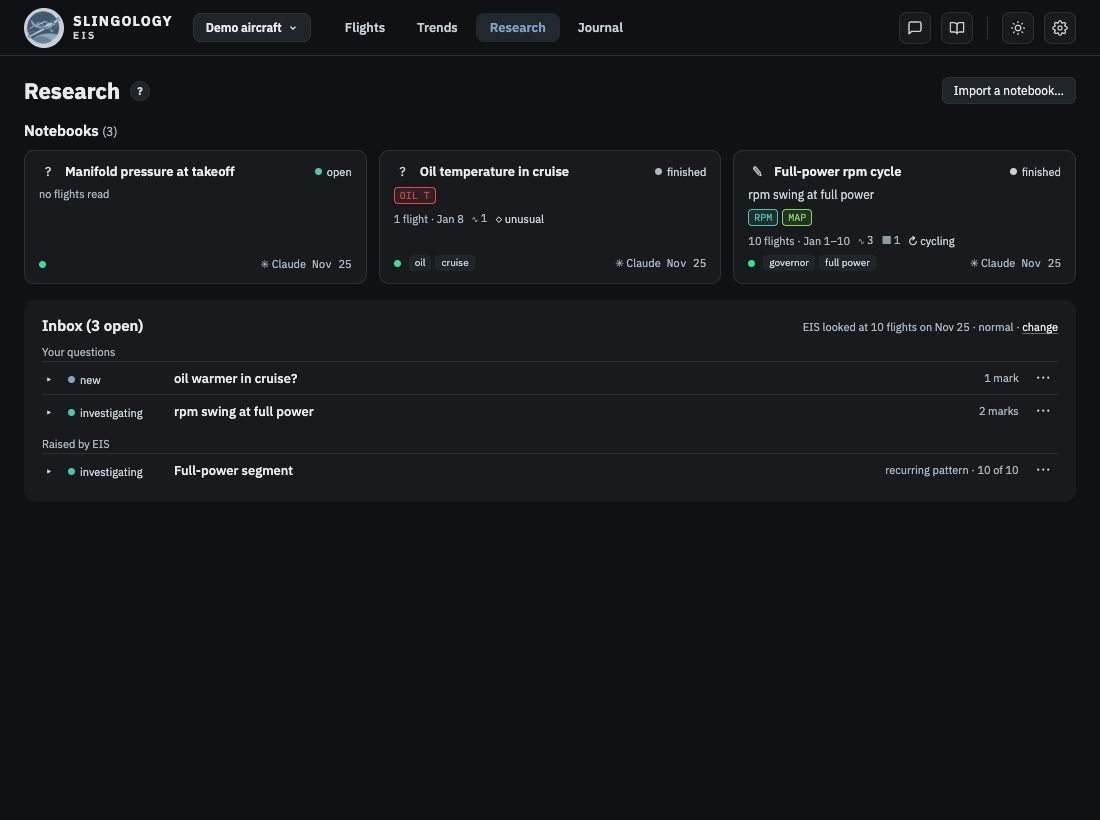 SLINGOLOGY
EIS
Demo aircraft
Flights
Trends
Research
Journal
Research ?
Import a notebook...
Notebooks (3)
? Manifold pressure at takeoff
open
no flights read
Claude Nov 25
? Oil temperature in cruise
finished
OIL T
1 flight · Jan 8 ∿ 1 ◇ unusual
oil
cruise
Claude Nov 25
✎ Full-power rpm cycle
finished
rpm swing at full power
RPM
MAP
10 flights · Jan 1–10 ∿ 3 ■ 1 ↻ cycling
governor
full power
Claude Nov 25
Inbox (3 open)
EIS looked at 10 flights on Nov 25 · normal · change
Your questions
new
oil warmer in cruise?
1 mark
investigating
rpm swing at full power
2 marks
Raised by EIS
investigating
Full-power segment
recurring pattern · 10 of 10